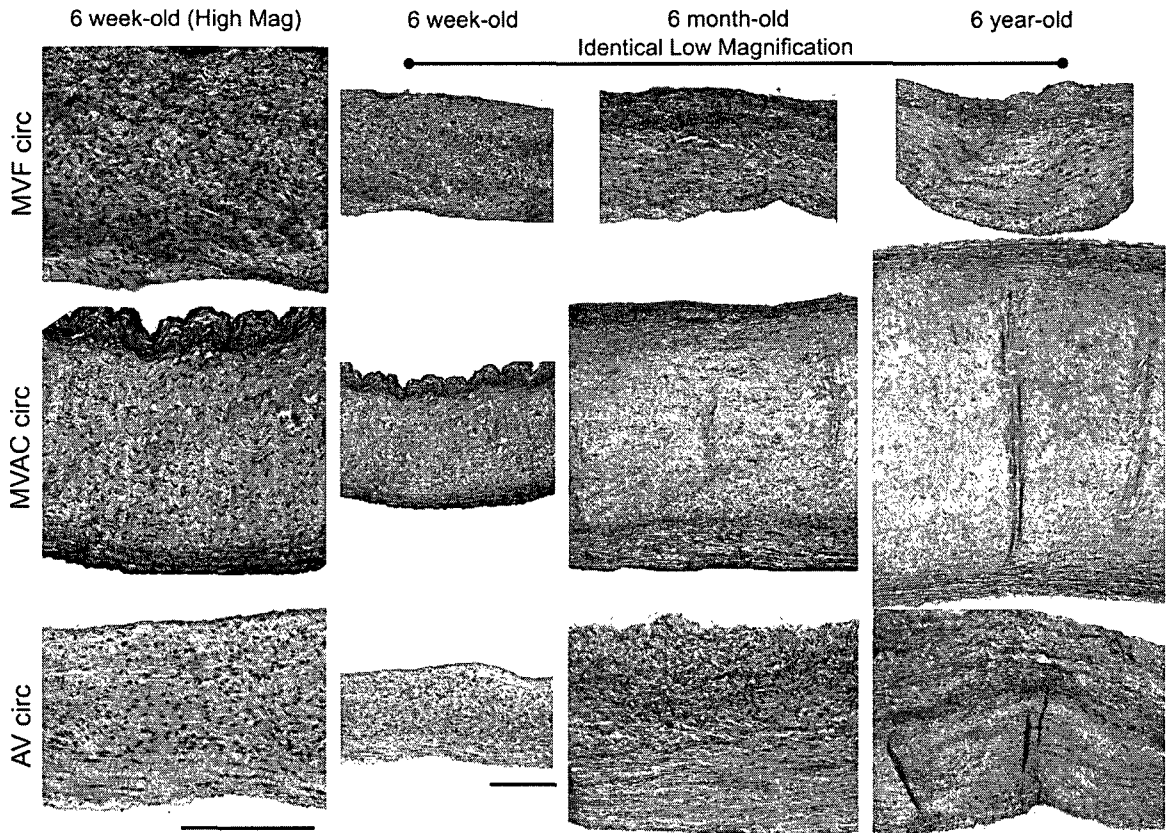 6 week-old (High Mag)
6 week-old
6 month-old
6 year-old
Identical Low Magnification
MVF circ
MVAC circ
AV circ